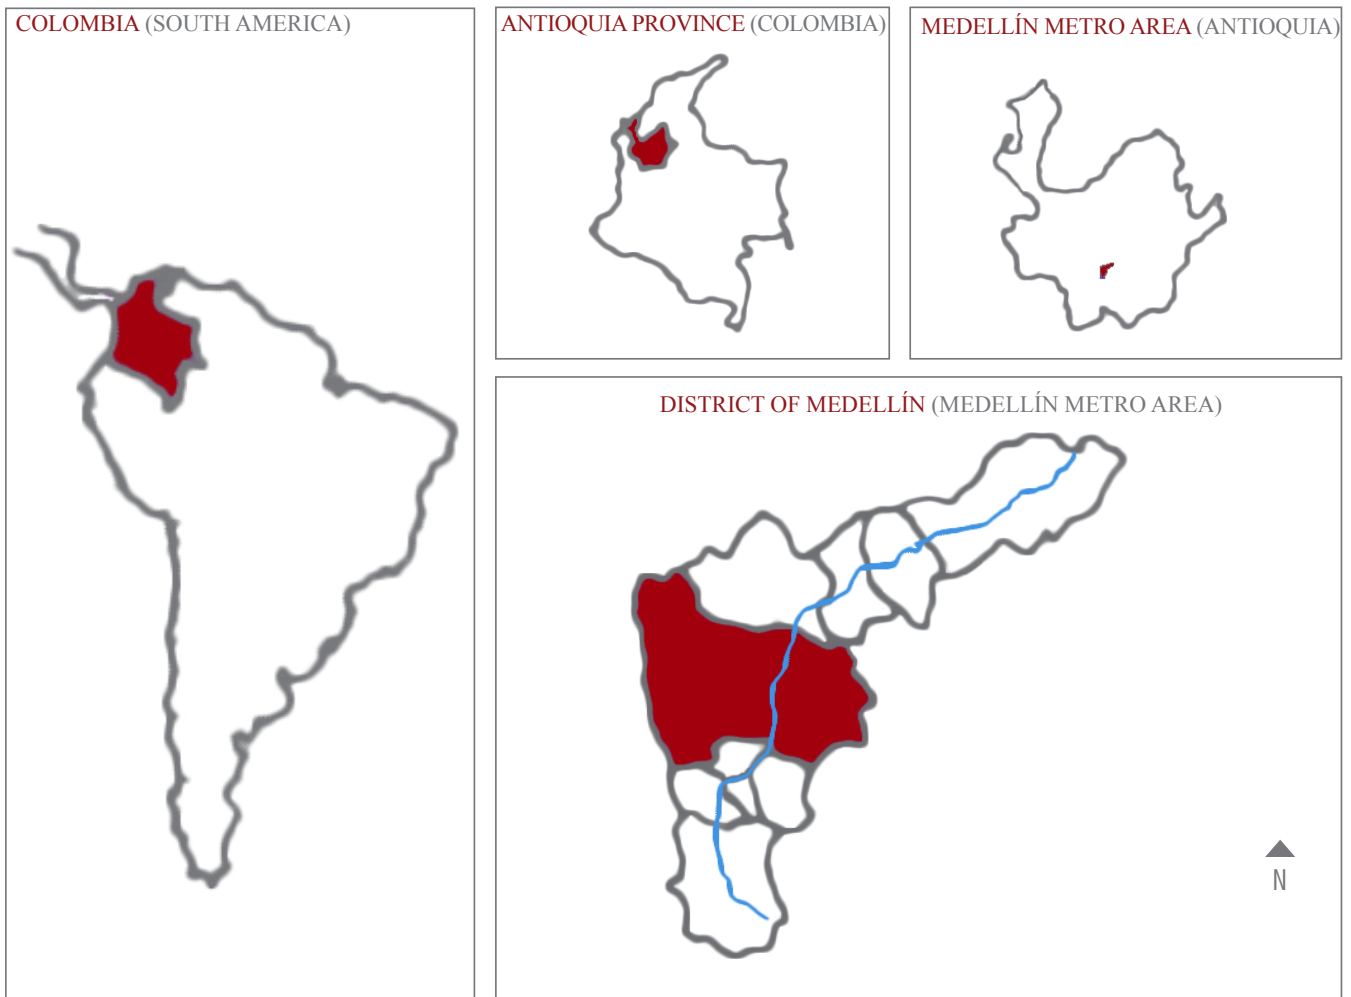 COLOMBIA (SOUTH AMERICA)
ANTIOQUIA PROVINCE (COLOMBIA)
MEDELLÍN METRO AREA (ANTIOQUIA)
DISTRICT OF MEDELLÍN (MEDELLÍN METRO AREA)
N